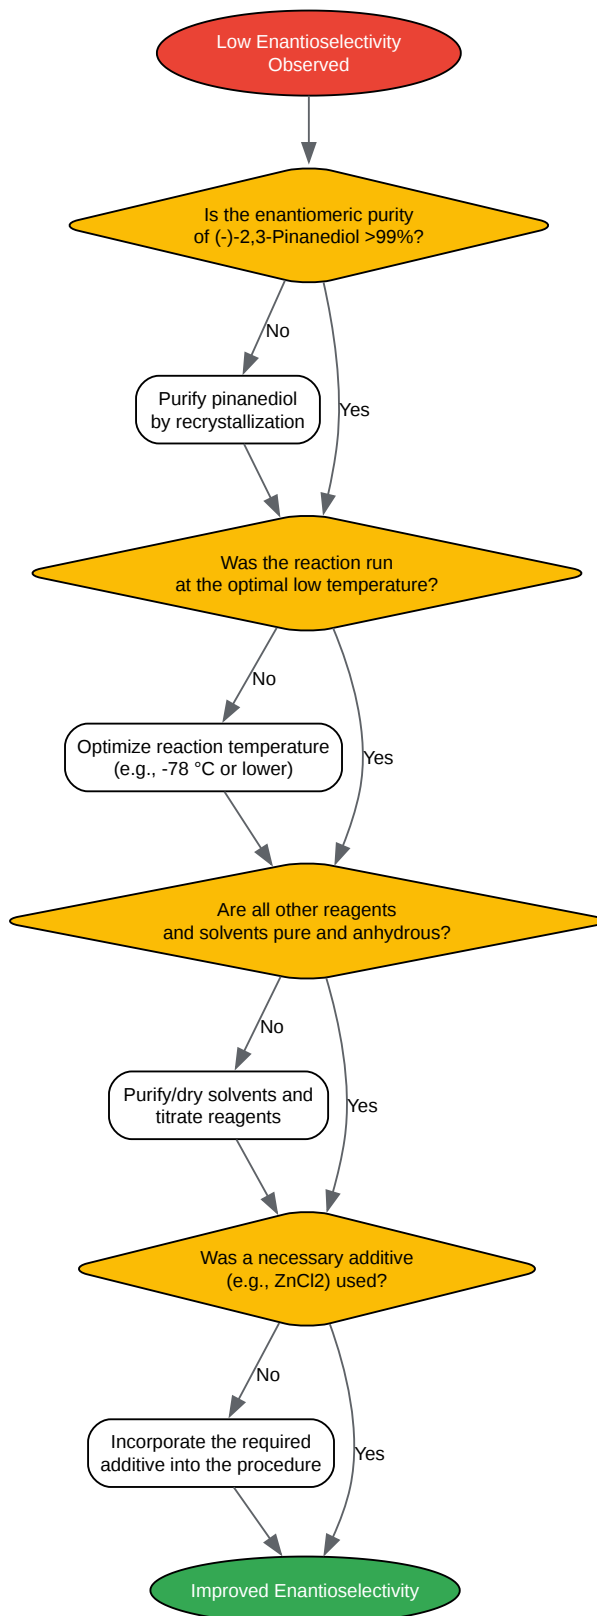 Low Enantioselectivity
Observed
Is the enantiomeric purity
of (-)-2,3-Pinanediol >99%?
No
Purify pinanediol
by recrystallization
Yes
Was the reaction run
at the optimal low temperature?
No
Optimize reaction temperature
(e.g., -78 °C or lower)
Yes
Are all other reagents
and solvents pure and anhydrous?
No
Purify/dry solvents and
titrate reagents
Yes
Was a necessary additive
(e.g., ZnCl2) used?
No
Incorporate the required
additive into the procedure
Yes
Improved Enantioselectivity